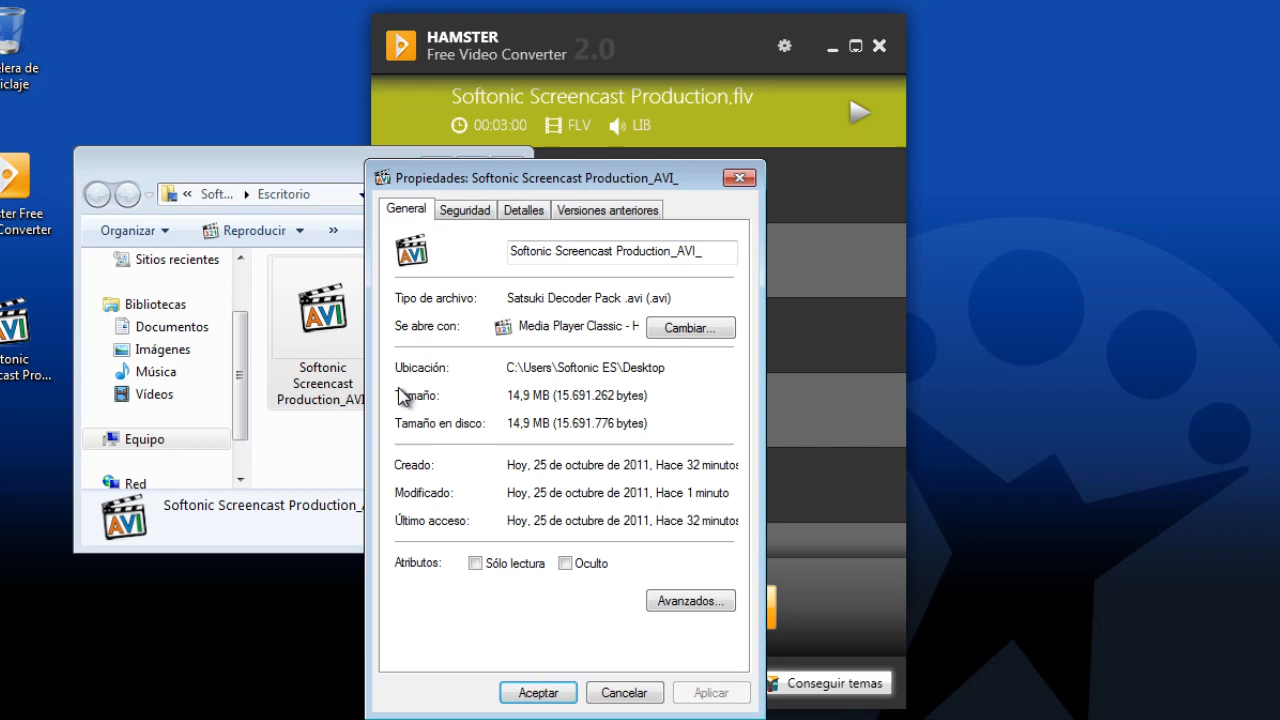 elera de
iclaje
ster Free
Converter
tonic
cast Pro...
HAMSTER
Free Video Converter 2.0
Softonic Screencast Production.flv
00:03:00 FLV LIB
Soft... Escritorio
Organizar Reproducir »
Sitios recientes
Bibliotecas
Documentos
Imágenes
Música
Vídeos
Equipo
Red
AVI
Softonic
Screencast
Production_AVI
AVI
Softonic Screencast Production_
Propiedades: Softonic Screencast Production_AVI_
General Seguridad Detalles Versiones anteriores
AVI
Softonic Screencast Production_AVI_
Tipo de archivo: Satsuki Decoder Pack .avi (.avi)
Se abre con: Media Player Classic - H Cambiar...
Ubicación: C:\Users\Softonic ES\Desktop
Tamaño: 14,9 MB (15.691.262 bytes)
Tamaño en disco: 14,9 MB (15.691.776 bytes)
Creado: Hoy, 25 de octubre de 2011, Hace 32 minutos
Modificado: Hoy, 25 de octubre de 2011, Hace 1 minuto
Último acceso: Hoy, 25 de octubre de 2011, Hace 32 minutos
Atributos: Sólo lectura Oculto
Avanzados...
Aceptar Cancelar Aplicar
Conseguir temas